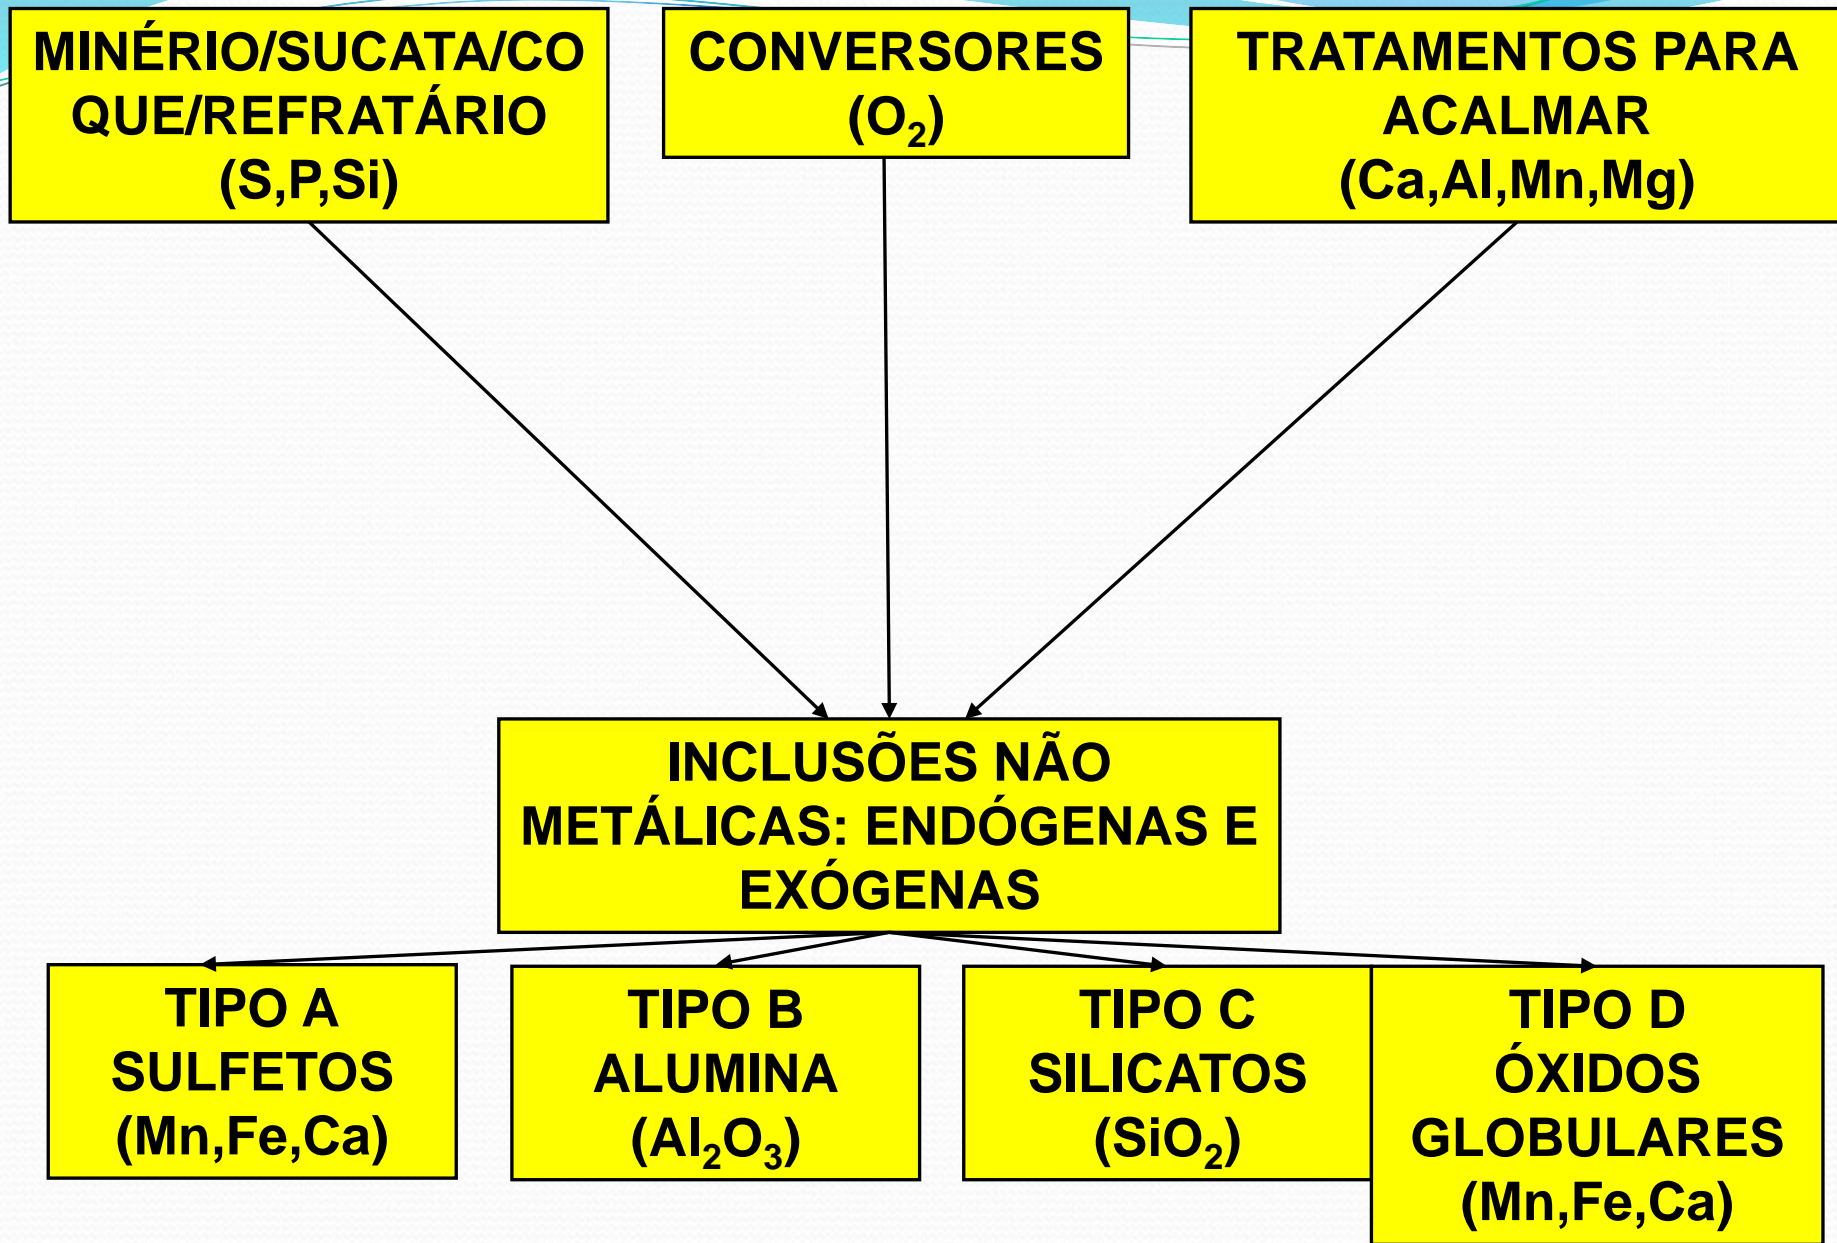 MINÉRIO/SUCATA/CO
QUE/REFRATÁRIO
(S,P,Si)
CONVERSORES
(O₂)
TRATAMENTOS PARA
ACALMAR
(Ca,Al,Mn,Mg)
INCLUSÕES NÃO
METÁLICAS: ENDÓGENAS E
EXÓGENAS
TIPO A
SULFETOS
(Mn,Fe,Ca)
TIPO B
ALUMINA
(Al₂O₃)
TIPO C
SILICATOS
(SiO₂)
TIPO D
ÓXIDOS
GLOBULARES
(Mn,Fe,Ca)